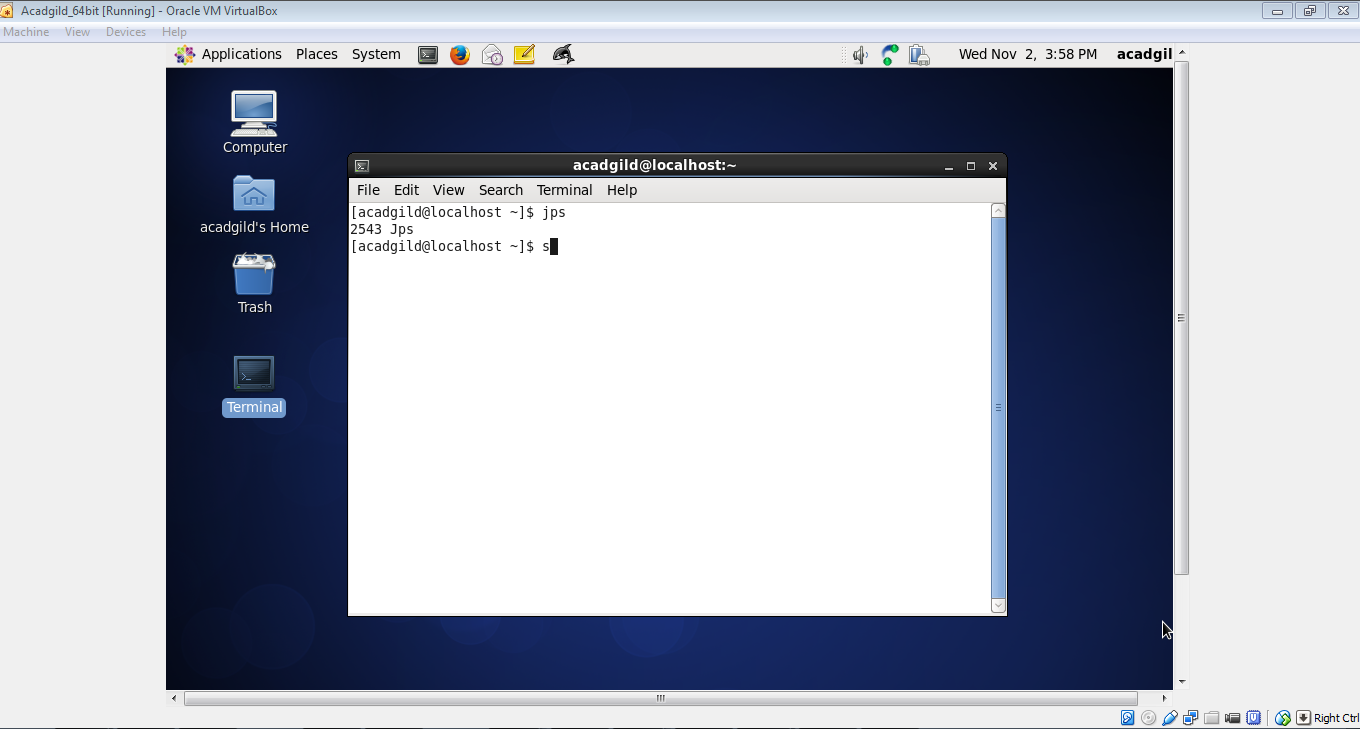 Acadgild_64bit [Running] - Oracle VM VirtualBox
Machine View Devices Help
Applications Places System Wed Nov 2, 3:58 PM acadgil
Computer
acadgild's Home
Trash
Terminal
acadgild@localhost:~
File Edit View Search Terminal Help
[acadgild@localhost ~]$ jps
2543 Jps
[acadgild@localhost ~]$ s
Right Ctrl